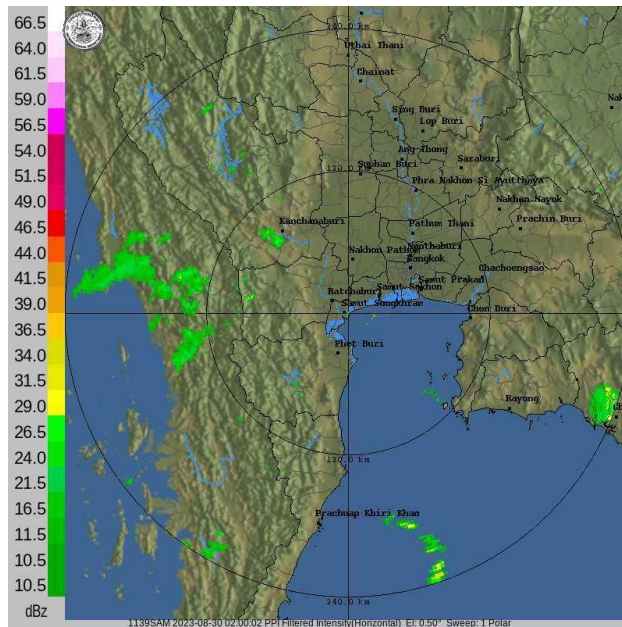 66.5
64.0
61.5
59.0
56.5
54.0
51.5
49.0
46.5
44.0
41.5
39.0
36.5
34.0
31.5
29.0
26.5
24.0
21.5
16.5
11.5
10.5
10.5
dBz
240.0 km
Uthai Thani
Chainat
Sing Buri
Lop Buri
Nak
Ang Thong
Saraburi
120.0 km
Suphan Buri
Phra Nakhon Si Ayutthaya
Nakhon Nayok
Prachin Buri
Kanchanaburi
Pathum Thani
Nonthaburi
Nakhon Pathom
Bangkok
Chachoengsao
Samut Prakan
Samut Sakhon
Ratchaburi
Samut Songkhram
Chon Buri
Phet Buri
Rayong
120.0 km
Prachuap Khiri Khan
240.0 km
1139SAM 2023-08-30 02:00:02 PPI Filtered Intensity(Horizontal) El: 0.50° Sweep: 1 Polar